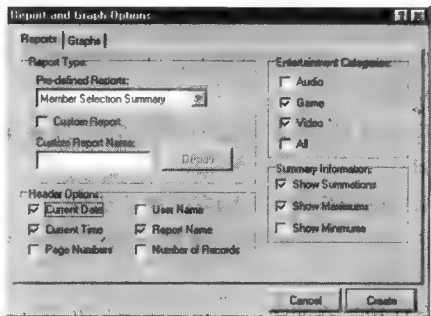 Report and Graph Options
Reports
Graphs
Report Type:
Pre-defined Reports:
Member Selection Summary
Custom Report
Custom Report Name:
Design
Header Options:
Current Date
User Name
Current Time
Report Name
Page Numbers
Number of Records
Entertainment Categories:
Audio
Game
Video
All
Summary Information:
Show Summations
Show Maximums
Show Minimums
Cancel
Create